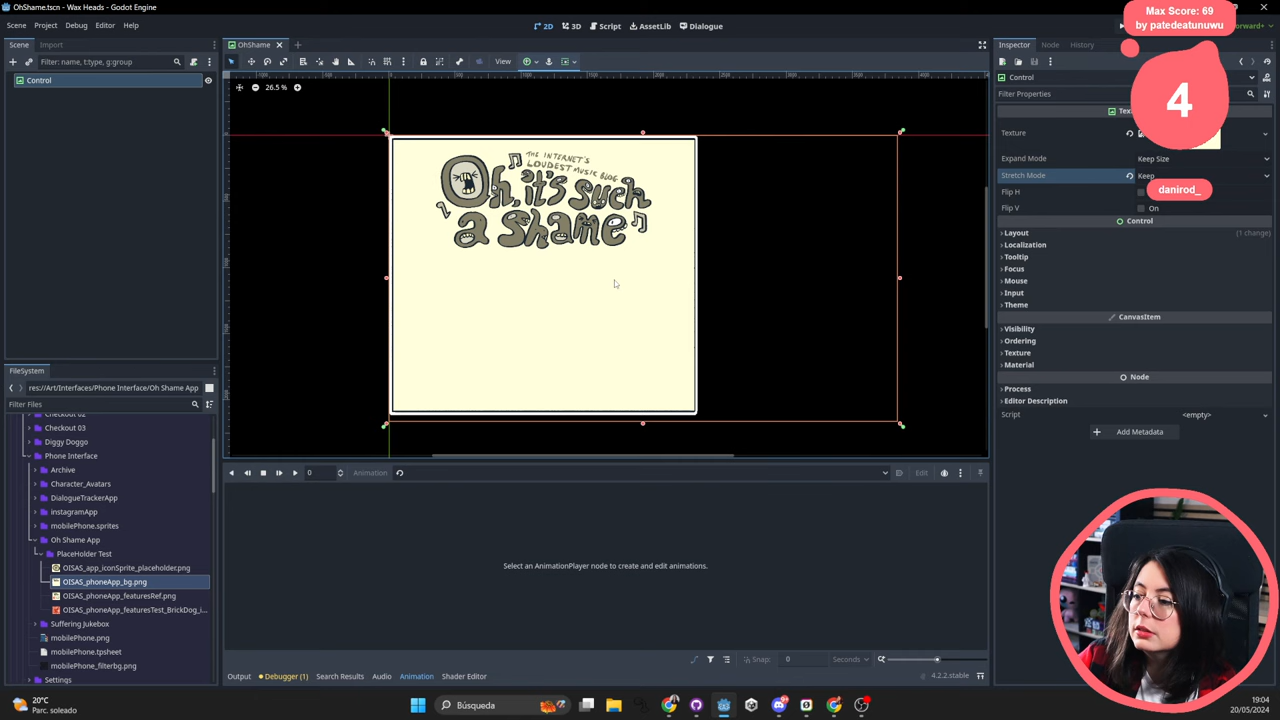 OhShame.tscn - Wax Heads - Godot Engine
Scene Project Debug Editor Help
2D 3D Script AssetLib Dialogue
Max Score: 69
by patedeatunuwu
4
danirod_
Scene Import
Filter: name, t:type, g:group
Control
OhShame
View
26.5 %
THE INTERNET'S
LOUDEST MUSIC BLOG
Oh, it's such
a shame
Inspector Node History
Control
Filter Properties
Texture
Expand Mode Keep Size
Stretch Mode Keep
Flip H
Flip V On
Control
Layout (1 change)
Localization
Tooltip
Focus
Mouse
Input
Theme
CanvasItem
Visibility
Ordering
Texture
Material
Node
Process
Editor Description
Script <empty>
Add Metadata
FileSystem
res://Art/Interfaces/Phone Interface/Oh Shame App
Filter Files
Checkout 02
Checkout 03
Diggy Doggo
Phone Interface
Archive
Character_Avatars
DialogueTrackerApp
instagramApp
mobilePhone.sprites
Oh Shame App
PlaceHolder Test
OISAS_app_iconSprite_placeholder.png
OISAS_phoneApp_bg.png
OISAS_phoneApp_featuresRef.png
OISAS_phoneApp_featuresTest_BrickDog_i...
Suffering Jukebox
mobilePhone.png
mobilePhone.tpsheet
mobilePhone_filterbg.png
Settings
0 Animation Edit
Select an AnimationPlayer node to create and edit animations.
Snap: 0 Seconds
Output Debugger (1) Search Results Audio Animation Shader Editor 4.2.2.stable
20°C
Parc. soleado
Búsqueda
19:04
20/05/2024